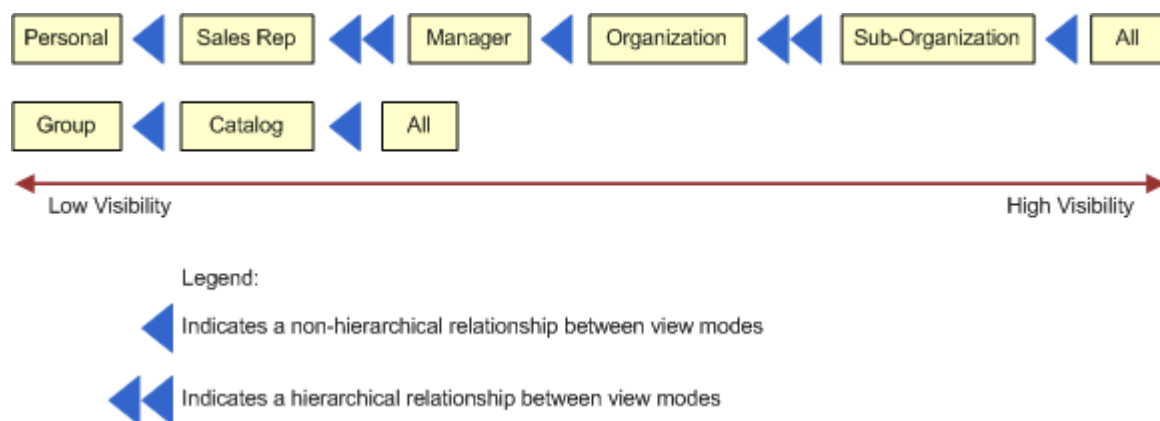 Personal Sales Rep Manager Organization Sub-Organization All
Group Catalog All
Low Visibility High Visibility
Legend:
Indicates a non-hierarchical relationship between view modes
Indicates a hierarchical relationship between view modes